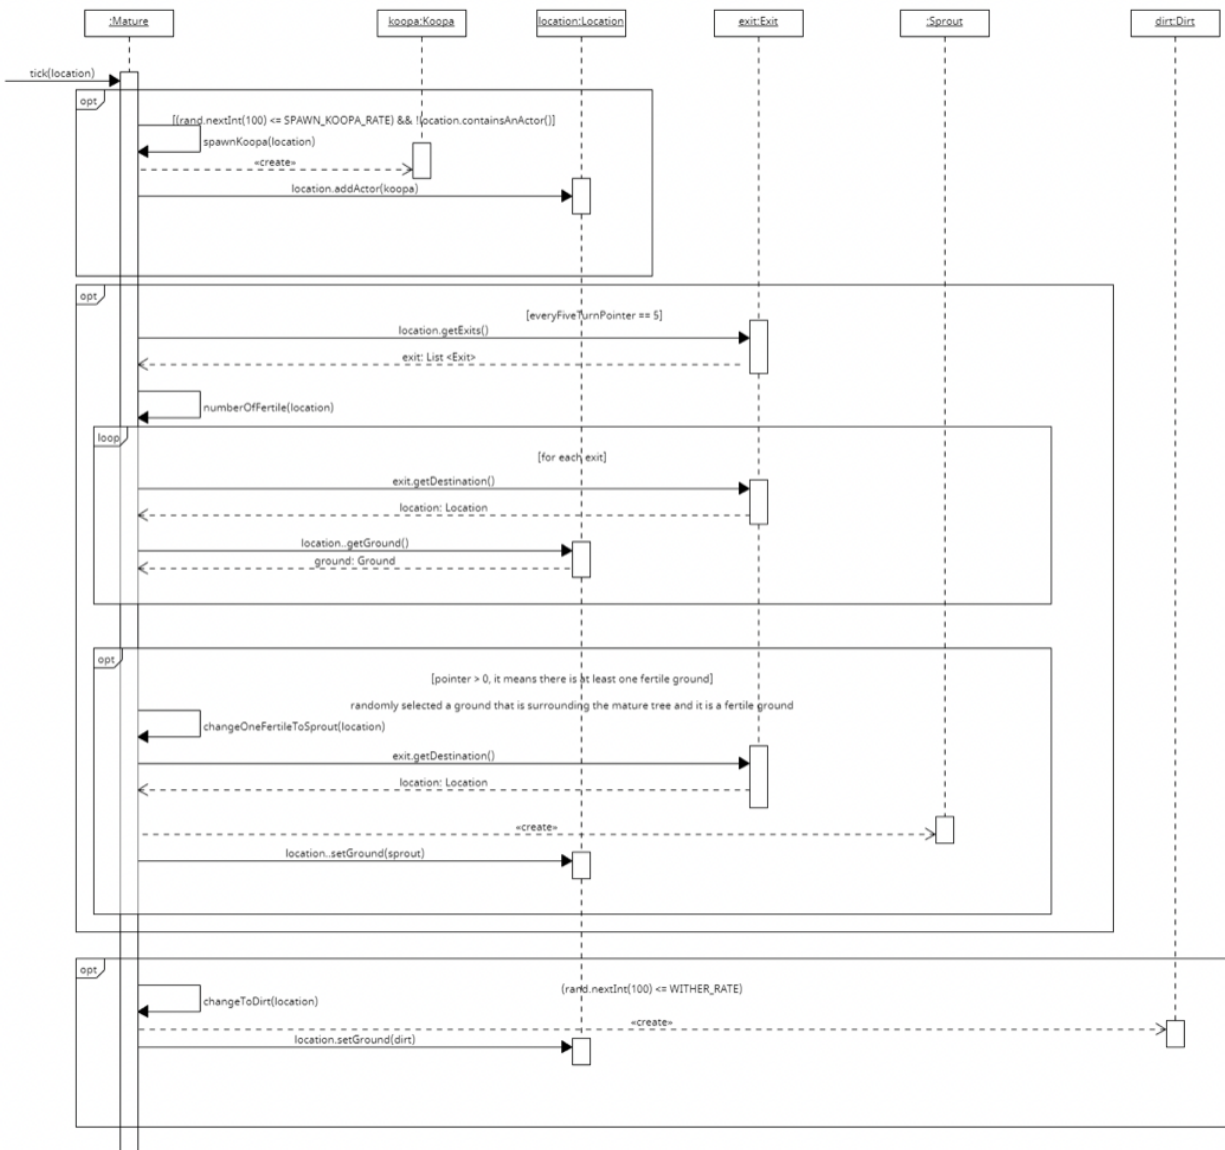 :Mature
koopa:Koopa
location:Location
exit:Exit
:Sprout
dirt:Dirt
tick(location)
opt
[(rand.nextInt(100) <= SPAWN_KOOPA_RATE) && !location.containsAnActor()]
spawnKoopa(location)
«create»
location.addActor(koopa)
opt
[everyFiveTurnPointer == 5]
location.getExits()
exit: List <Exit>
numberOfFertile(location)
loop
[for each exit]
exit.getDestination()
location: Location
location..getGround()
ground: Ground
opt
[pointer > 0, it means there is at least one fertile ground]
randomly selected a ground that is surrounding the mature tree and it is a fertile ground
changeOneFertileToSprout(location)
exit.getDestination()
location: Location
«create»
location..setGround(sprout)
opt
(rand.nextInt(100) <= WITHER_RATE)
changeToDirt(location)
«create»
location.setGround(dirt)